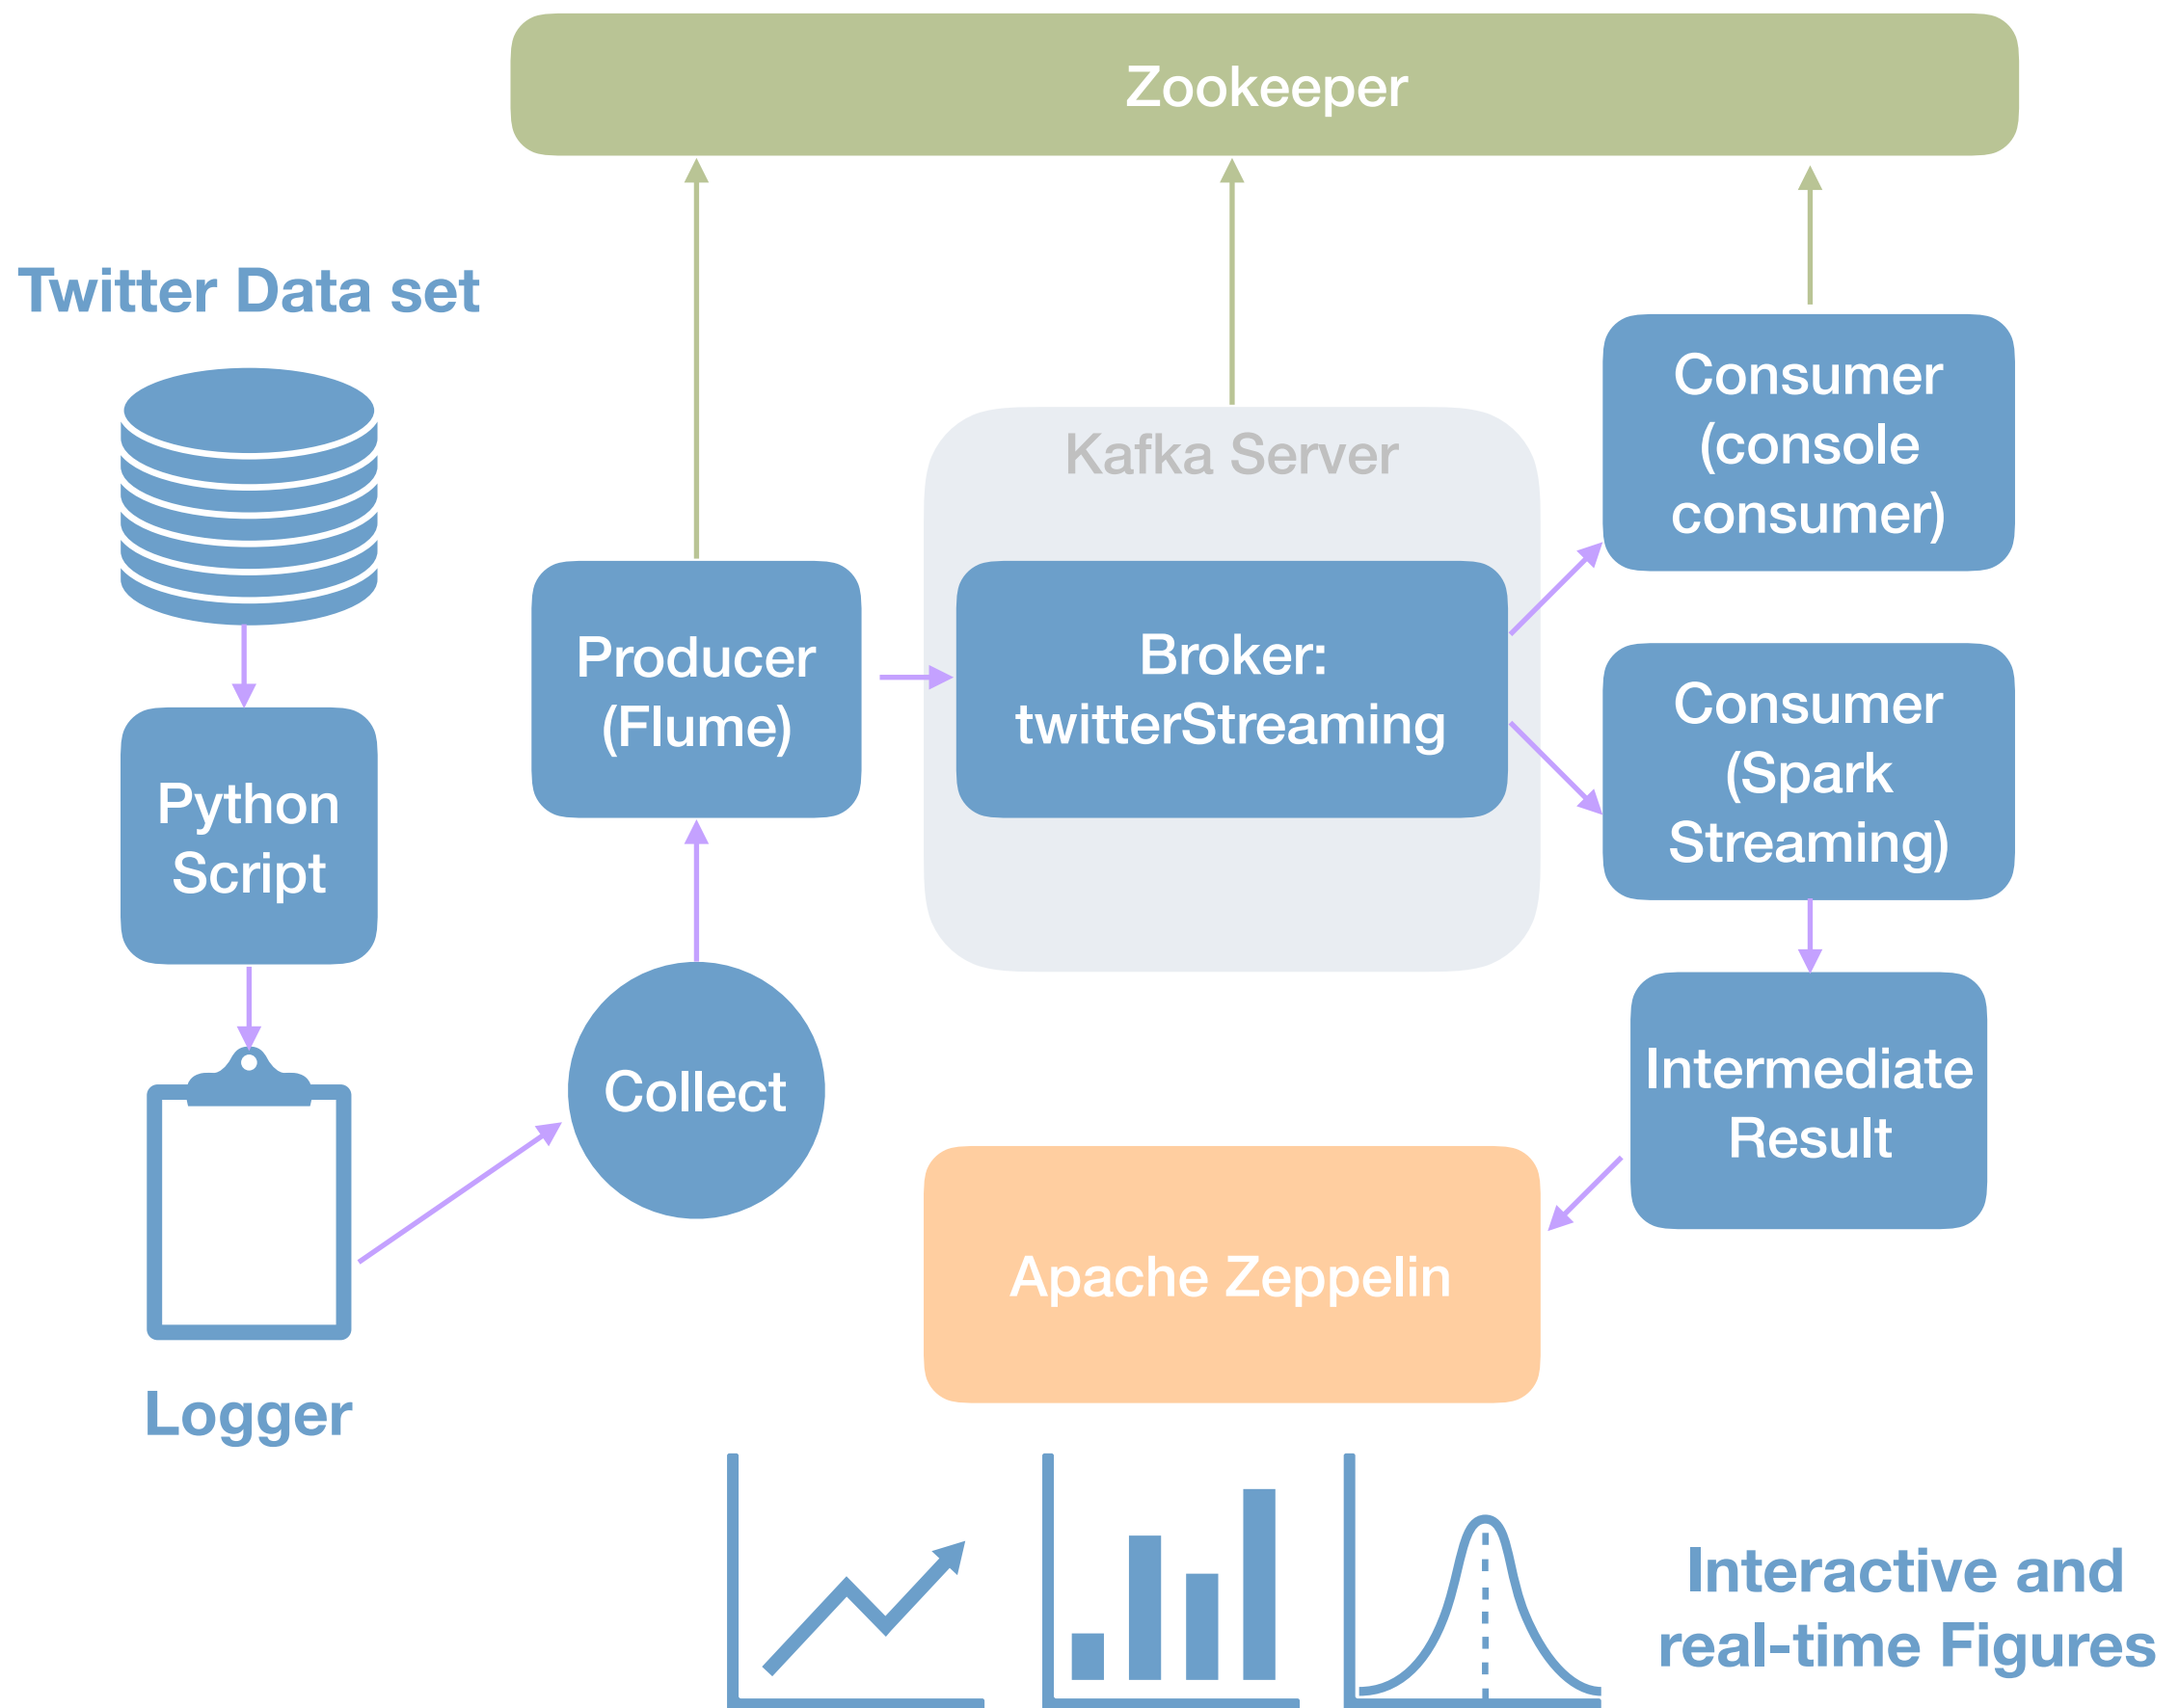 Zookeeper
Twitter Data set
Kafka Server
Consumer
(console
consumer)
Producer
(Flume)
Broker:
twitterStreaming
Consumer
(Spark
Streaming)
Python
Script
Collect
Intermediate
Result
Apache Zeppelin
Logger
Interactive and
real-time Figures